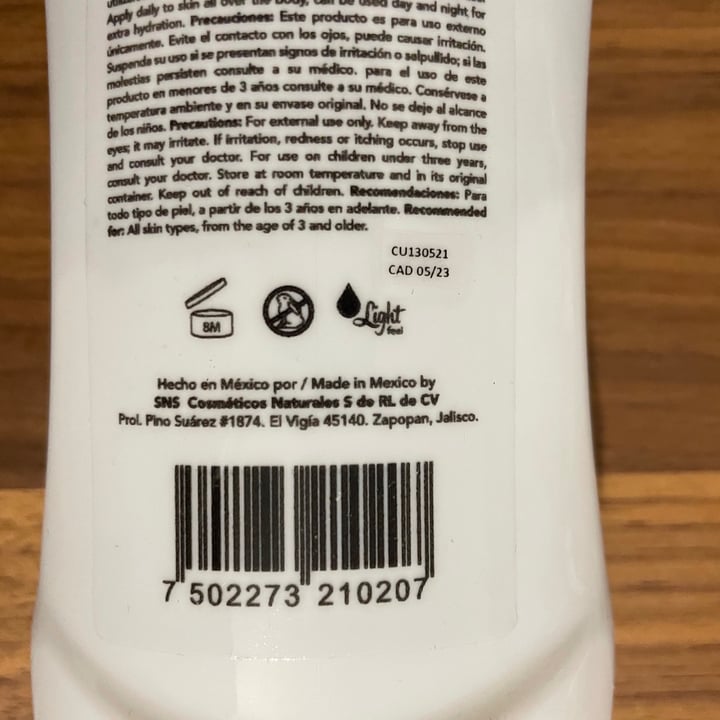 Apply daily to skin all over the body, can be used day and night for
extra hydration. Precauciones: Este producto es para uso externo
únicamente. Evite el contacto con los ojos, puede causar irritación.
Suspenda su uso si se presentan signos de irritación o salpullido; si las
molestias persisten consulte a su médico. para el uso de este
producto en menores de 3 años consulte a su médico. Consérvese a
temperatura ambiente y en su envase original. No se deje al alcance
de los niños. Precautions: For external use only. Keep away from the
eyes; it may irritate. If irritation, redness or itching occurs, stop use
and consult your doctor. For use on children under three years,
consult your doctor. Store at room temperature and in its original
container. Keep out of reach of children. Recomendaciones: Para
todo tipo de piel, a partir de los 3 años en adelante. Recommended
for: All skin types, from the age of 3 and older.
CU130521
CAD 05/23
8M
Light
feel
Hecho en México por / Made in Mexico by
SNS Cosméticos Naturales S de RL de CV
Prol. Pino Suárez #1874. El Vigía 45140. Zapopan, Jalisco.
7 502273 210207